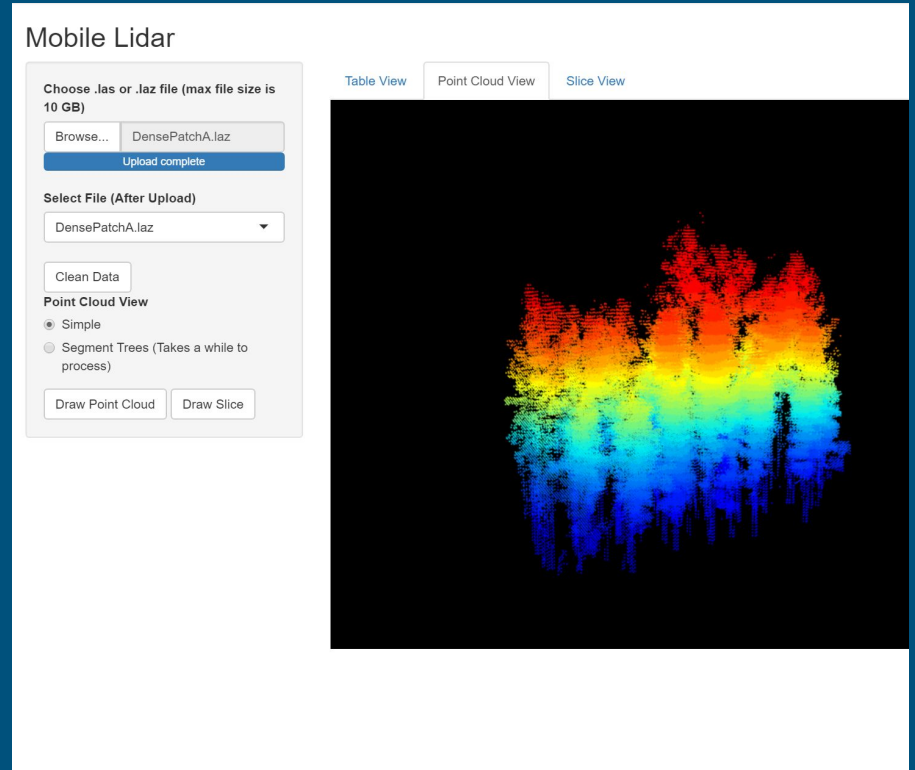 Mobile Lidar
Choose .las or .laz file (max file size is
10 GB)
Browse...
DensePatchA.laz
Upload complete
Select File (After Upload)
DensePatchA.laz
Clean Data
Point Cloud View
Simple
Segment Trees (Takes a while to
process)
Draw Point Cloud
Draw Slice
Table View
Point Cloud View
Slice View